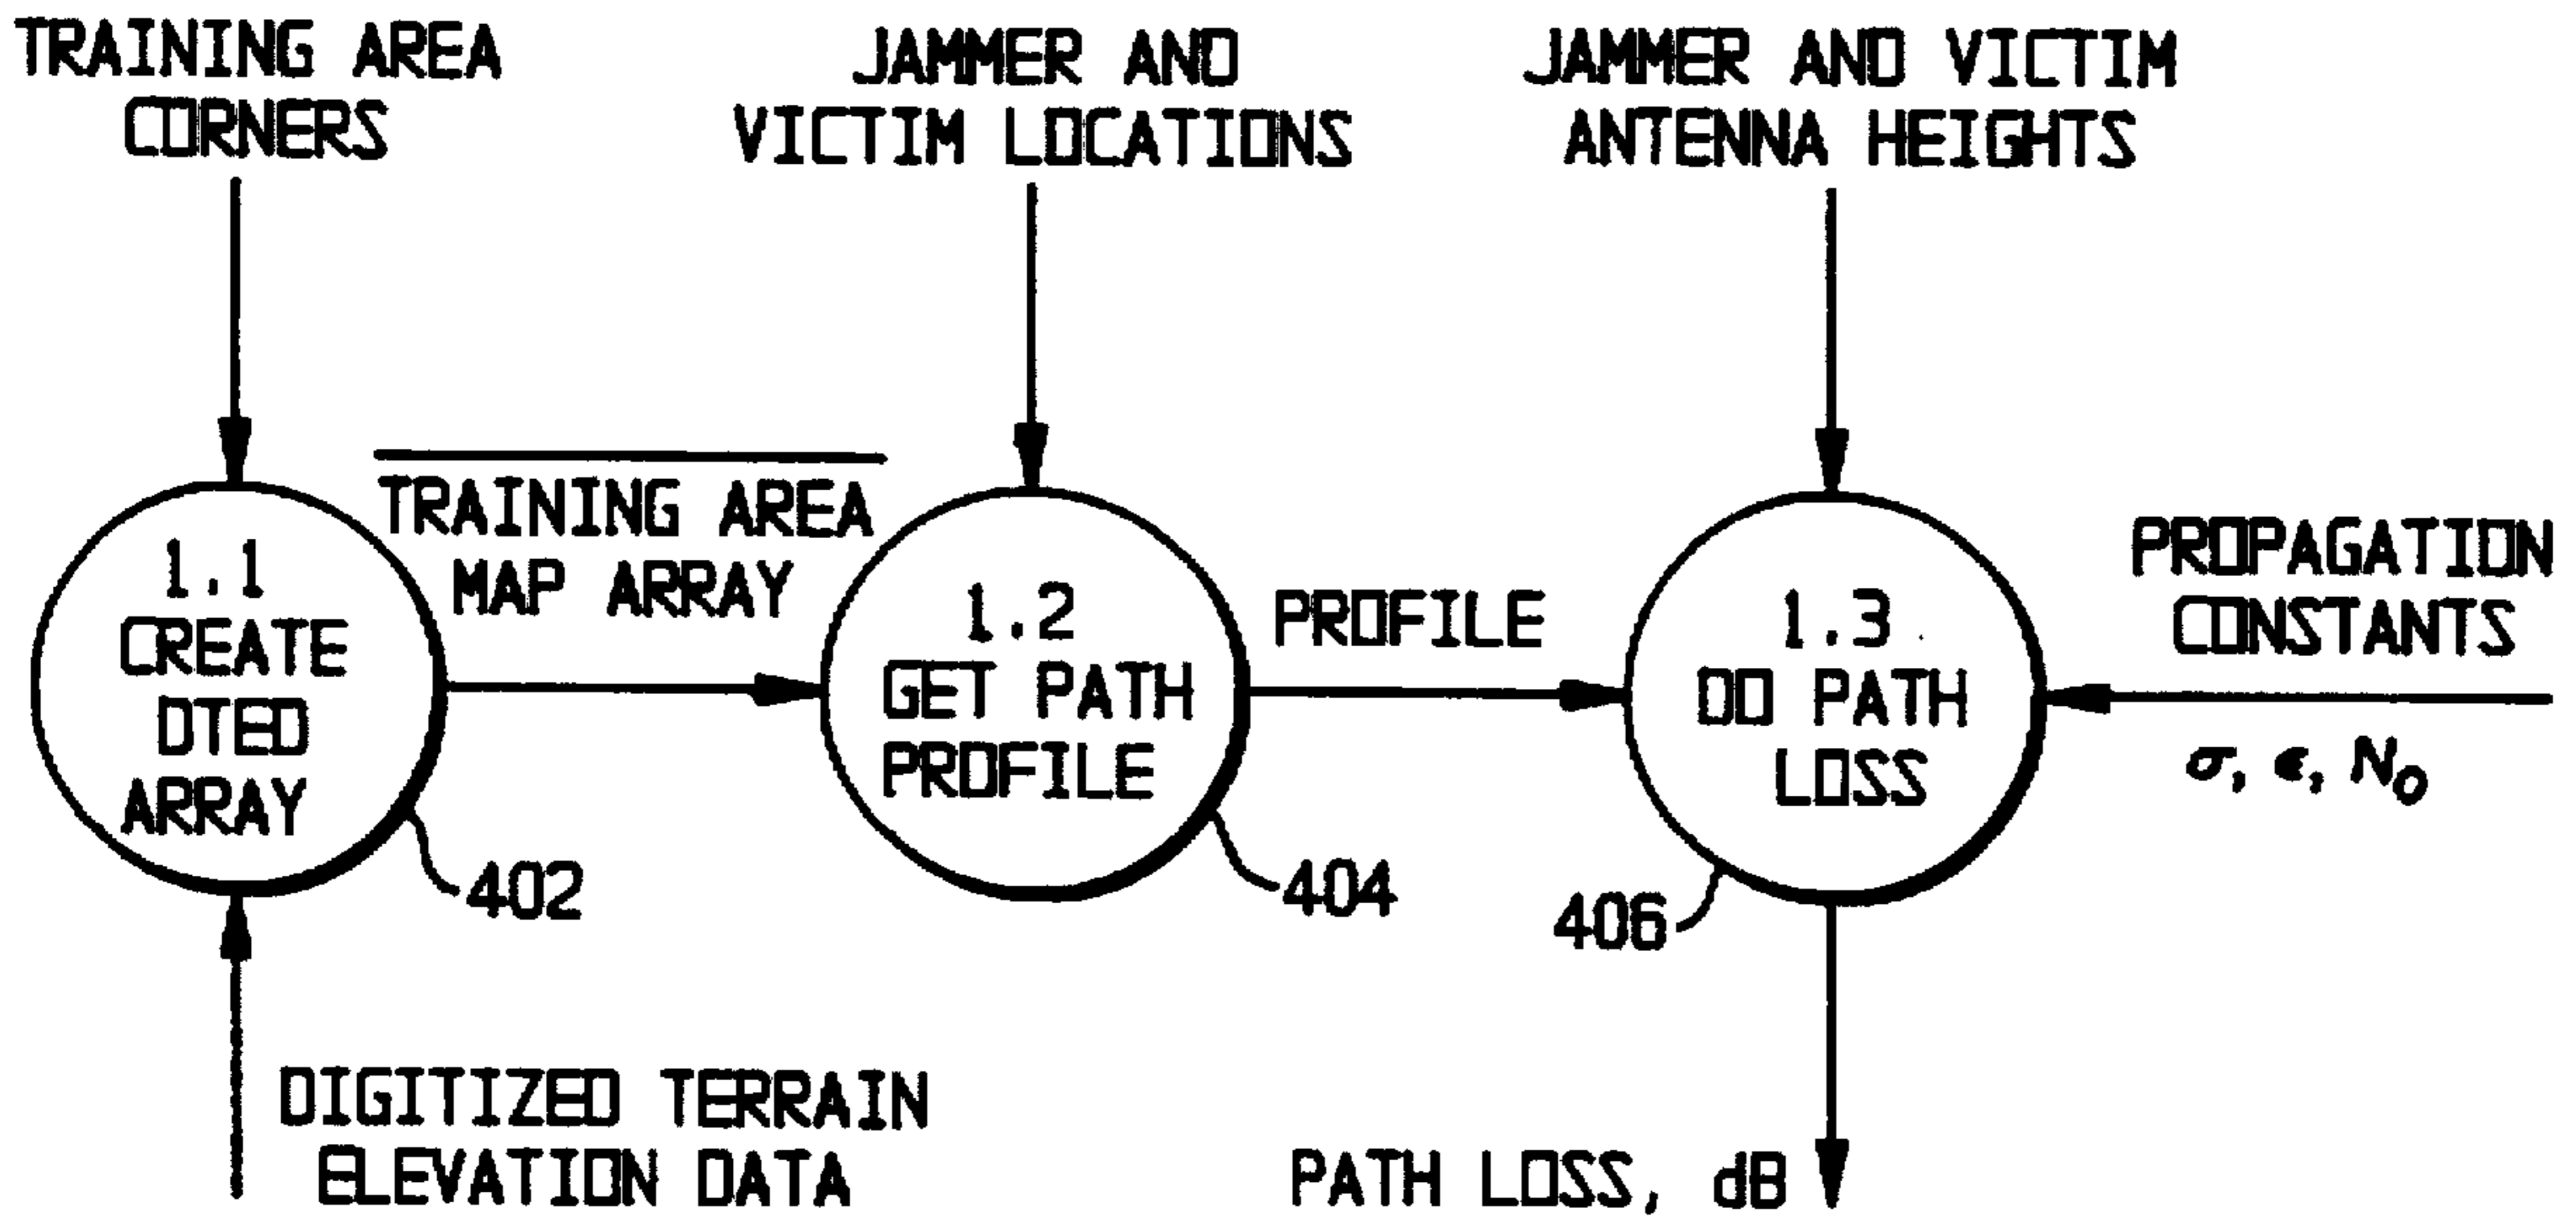 TRAINING AREA
CORNERS
JAMMER AND
VICTIM LOCATIONS
JAMMER AND VICTIM
ANTENNA HEIGHTS
TRAINING AREA
MAP ARRAY
1.1
CREATE
DTED
ARRAY
402
1.2
GET PATH
PROFILE
404
PROFILE
1.3
DO PATH
LOSS
406
PROPAGATION
CONSTANTS
σ, ϵ, N₀
DIGITIZED TERRAIN
ELEVATION DATA
PATH LOSS, dB